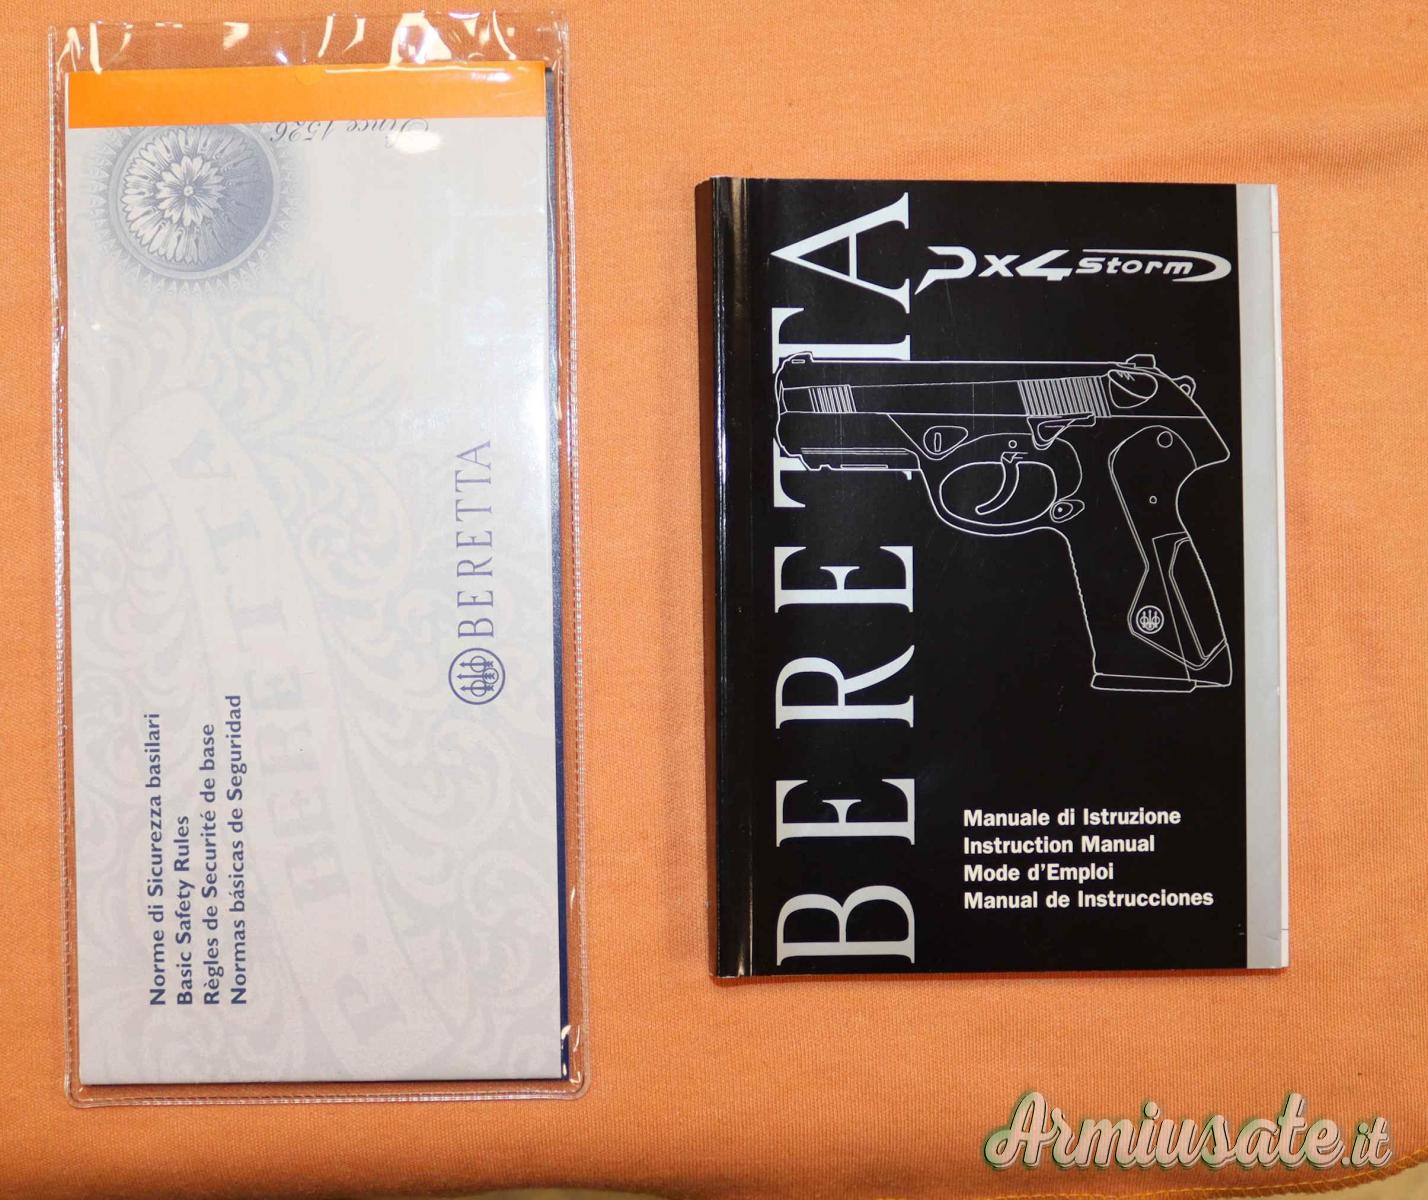 Since 1526
BERETTA
BERETTA
Norme di Sicurezza basilari
Basic Safety Rules
Règles de Securité de base
Normas básicas de Seguridad
BERETTA
Px4 Storm
Manuale di Istruzione
Instruction Manual
Mode d'Emploi
Manual de Instrucciones
Armiusate.it